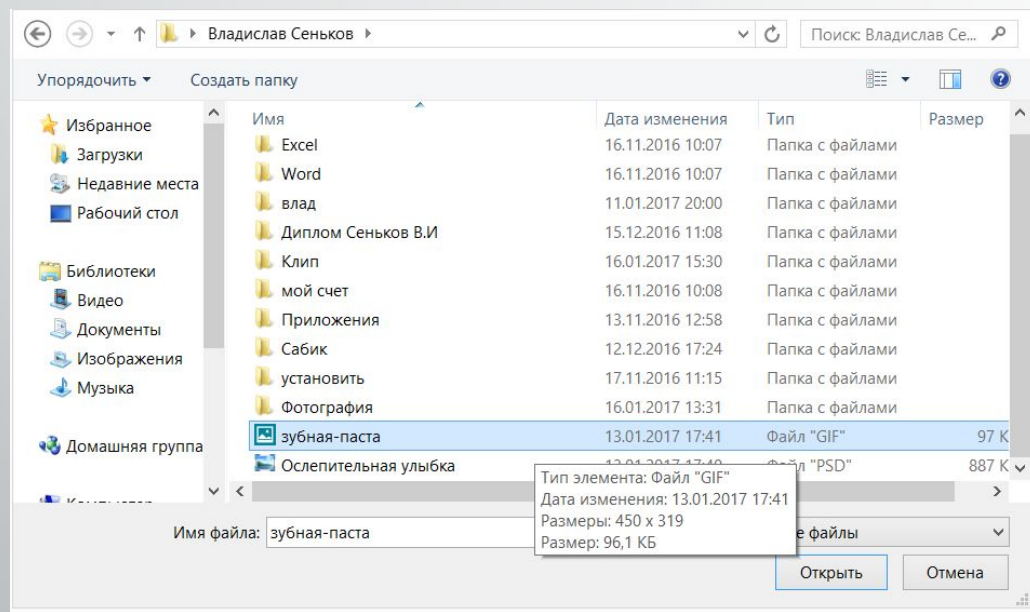 Владислав Сеньков
Поиск: Владислав Се...
Упорядочить
Создать папку
Избранное
Загрузки
Недавние места
Рабочий стол
Библиотеки
Видео
Документы
Изображения
Музыка
Домашняя группа
Имя Дата изменения Тип Размер
Excel 16.11.2016 10:07 Папка с файлами
Word 16.11.2016 10:07 Папка с файлами
влад 11.01.2017 20:00 Папка с файлами
Диплом Сеньков В.И 15.12.2016 11:08 Папка с файлами
Клип 16.01.2017 15:30 Папка с файлами
мой счет 16.11.2016 10:08 Папка с файлами
Приложения 13.11.2016 12:58 Папка с файлами
Сабик 12.12.2016 17:24 Папка с файлами
установить 17.11.2016 11:15 Папка с файлами
Фотография 16.01.2017 13:31 Папка с файлами
зубная-паста 13.01.2017 17:41 Файл "GIF" 97 К
Ослепительная улыбка "PSD" 887 К
Тип элемента: Файл "GIF"
Дата изменения: 13.01.2017 17:41
Размеры: 450 x 319
Размер: 96,1 КБ
Имя файла: зубная-паста
е файлы
Открыть
Отмена